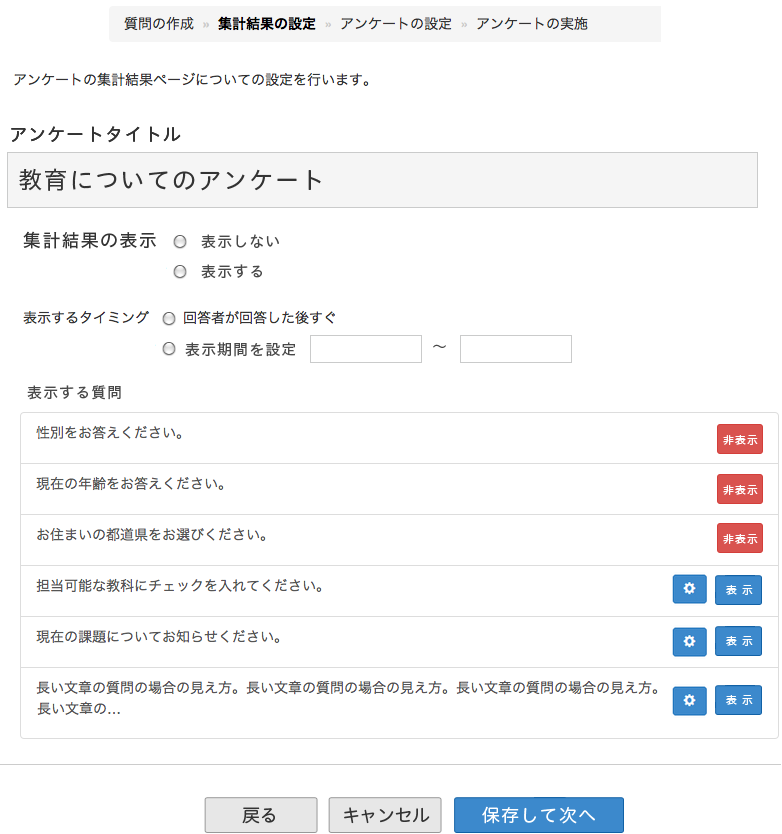 質問の作成 » 集計結果の設定 » アンケートの設定 » アンケートの実施
アンケートの集計結果ページについての設定を行います。
アンケートタイトル
教育についてのアンケート
集計結果の表示 表示しない
表示する
表示するタイミング 回答者が回答した後すぐ
表示期間を設定 ～
表示する質問
性別をお答えください。 非表示
現在の年齢をお答えください。 非表示
お住まいの都道県をお選びください。 非表示
担当可能な教科にチェックを入れてください。 表 示
現在の課題についてお知らせください。 表 示
長い文章の質問の場合の見え方。長い文章の質問の場合の見え方。長い文章の質問の場合の見え方。
長い文章の... 表 示
戻る キャンセル 保存して次へ